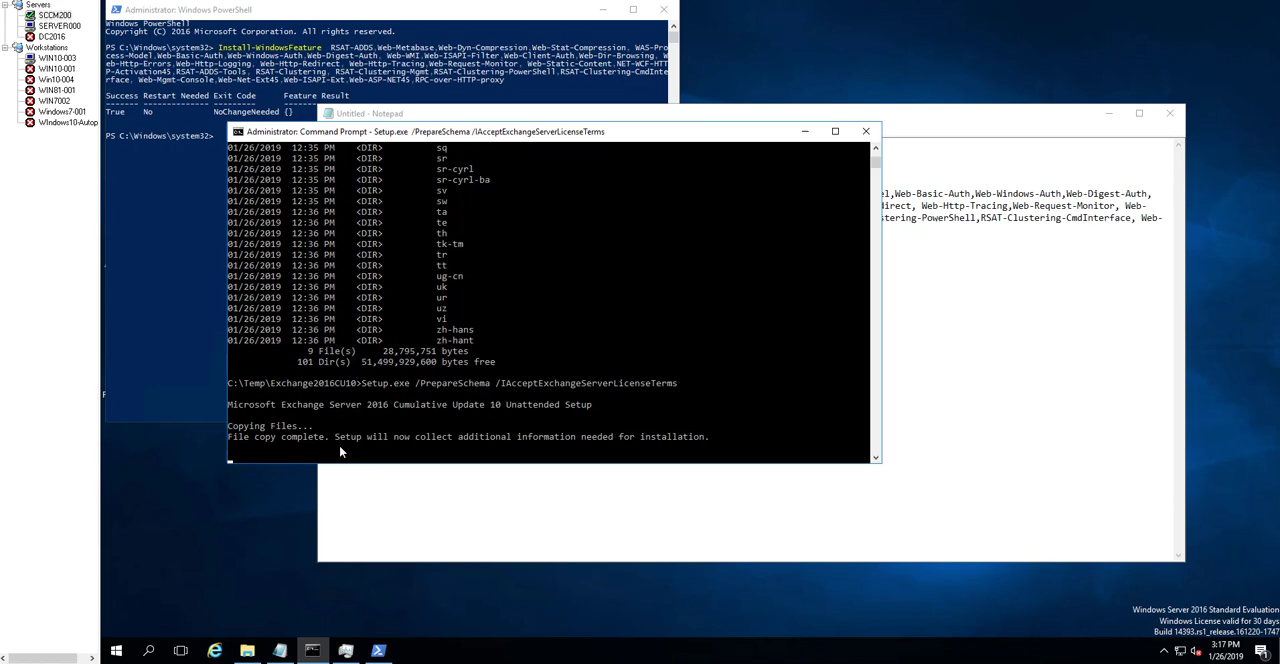 Servers
SCCM200
SERVER000
DC2016
Workstations
WIN10-003
WIN10-001
Win10-004
WIN81-001
WIN7002
Windows7-001
WIndows10-Autop
Administrator: Windows PowerShell
Windows PowerShell
Copyright (C) 2016 Microsoft Corporation. All rights reserved.
PS C:\Windows\system32> Install-WindowsFeature RSAT-ADDS,Web-Metabase,Web-Dyn-Compression,Web-Stat-Compression, WAS-Pro
cess-Model,Web-Basic-Auth,Web-Windows-Auth,Web-Digest-Auth, Web-WMI,Web-ISAPI-Filter,Web-Client-Auth,Web-Dir-Browsing, W
eb-Http-Errors,Web-Http-Logging, Web-Http-Redirect, Web-Http-Tracing,Web-Request-Monitor, Web-Static-Content,NET-WCF-HTT
P-Activation45,RSAT-ADDS-Tools, RSAT-Clustering, RSAT-Clustering-Mgmt,RSAT-Clustering-PowerShell,RSAT-Clustering-CmdInte
rface, Web-Mgmt-Console,Web-Net-Ext45,Web-ISAPI-Ext,Web-ASP-NET45,RPC-over-HTTP-proxy
Success Restart Needed Exit Code Feature Result
True No NoChangeNeeded {}
PS C:\Windows\system32>
Untitled - Notepad
el,Web-Basic-Auth,Web-Windows-Auth,Web-Digest-Auth,
direct, Web-Http-Tracing,Web-Request-Monitor, Web-
stering-PowerShell,RSAT-Clustering-CmdInterface, Web-
Administrator: Command Prompt - Setup.exe /PrepareSchema /IAcceptExchangeServerLicenseTerms
01/26/2019 12:35 PM <DIR> sq
01/26/2019 12:35 PM <DIR> sr
01/26/2019 12:35 PM <DIR> sr-cyrl
01/26/2019 12:35 PM <DIR> sr-cyrl-ba
01/26/2019 12:35 PM <DIR> sv
01/26/2019 12:35 PM <DIR> sw
01/26/2019 12:36 PM <DIR> ta
01/26/2019 12:36 PM <DIR> te
01/26/2019 12:36 PM <DIR> th
01/26/2019 12:36 PM <DIR> tk-tm
01/26/2019 12:36 PM <DIR> tr
01/26/2019 12:36 PM <DIR> tt
01/26/2019 12:36 PM <DIR> ug-cn
01/26/2019 12:36 PM <DIR> uk
01/26/2019 12:36 PM <DIR> ur
01/26/2019 12:36 PM <DIR> uz
01/26/2019 12:36 PM <DIR> vi
01/26/2019 12:36 PM <DIR> zh-hans
01/26/2019 12:36 PM <DIR> zh-hant
9 File(s) 28,795,751 bytes
101 Dir(s) 51,499,929,600 bytes free
C:\Temp\Exchange2016CU10>Setup.exe /PrepareSchema /IAcceptExchangeServerLicenseTerms
Microsoft Exchange Server 2016 Cumulative Update 10 Unattended Setup
Copying Files...
File copy complete. Setup will now collect additional information needed for installation.
Windows Server 2016 Standard Evaluation
Windows License valid for 30 days
Build 14393.rs1_release.161220-1747
3:17 PM
1/26/2019